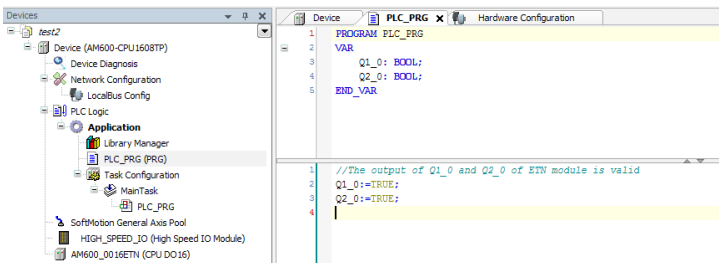 Devices
test2
Device (AM600-CPU1608TP)
Device Diagnosis
Network Configuration
LocalBus Config
PLC Logic
Application
Library Manager
PLC_PRG (PRG)
Task Configuration
MainTask
PLC_PRG
SoftMotion General Axis Pool
HIGH_SPEED_IO (High Speed IO Module)
AM600_0016ETN (CPU DO16)
Device PLC_PRG Hardware Configuration
1 PROGRAM PLC_PRG
2 VAR
3 Q1_0: BOOL;
4 Q2_0: BOOL;
5 END_VAR
1 //The output of Q1_0 and Q2_0 of ETN module is valid
2 Q1_0:=TRUE;
3 Q2_0:=TRUE;
4